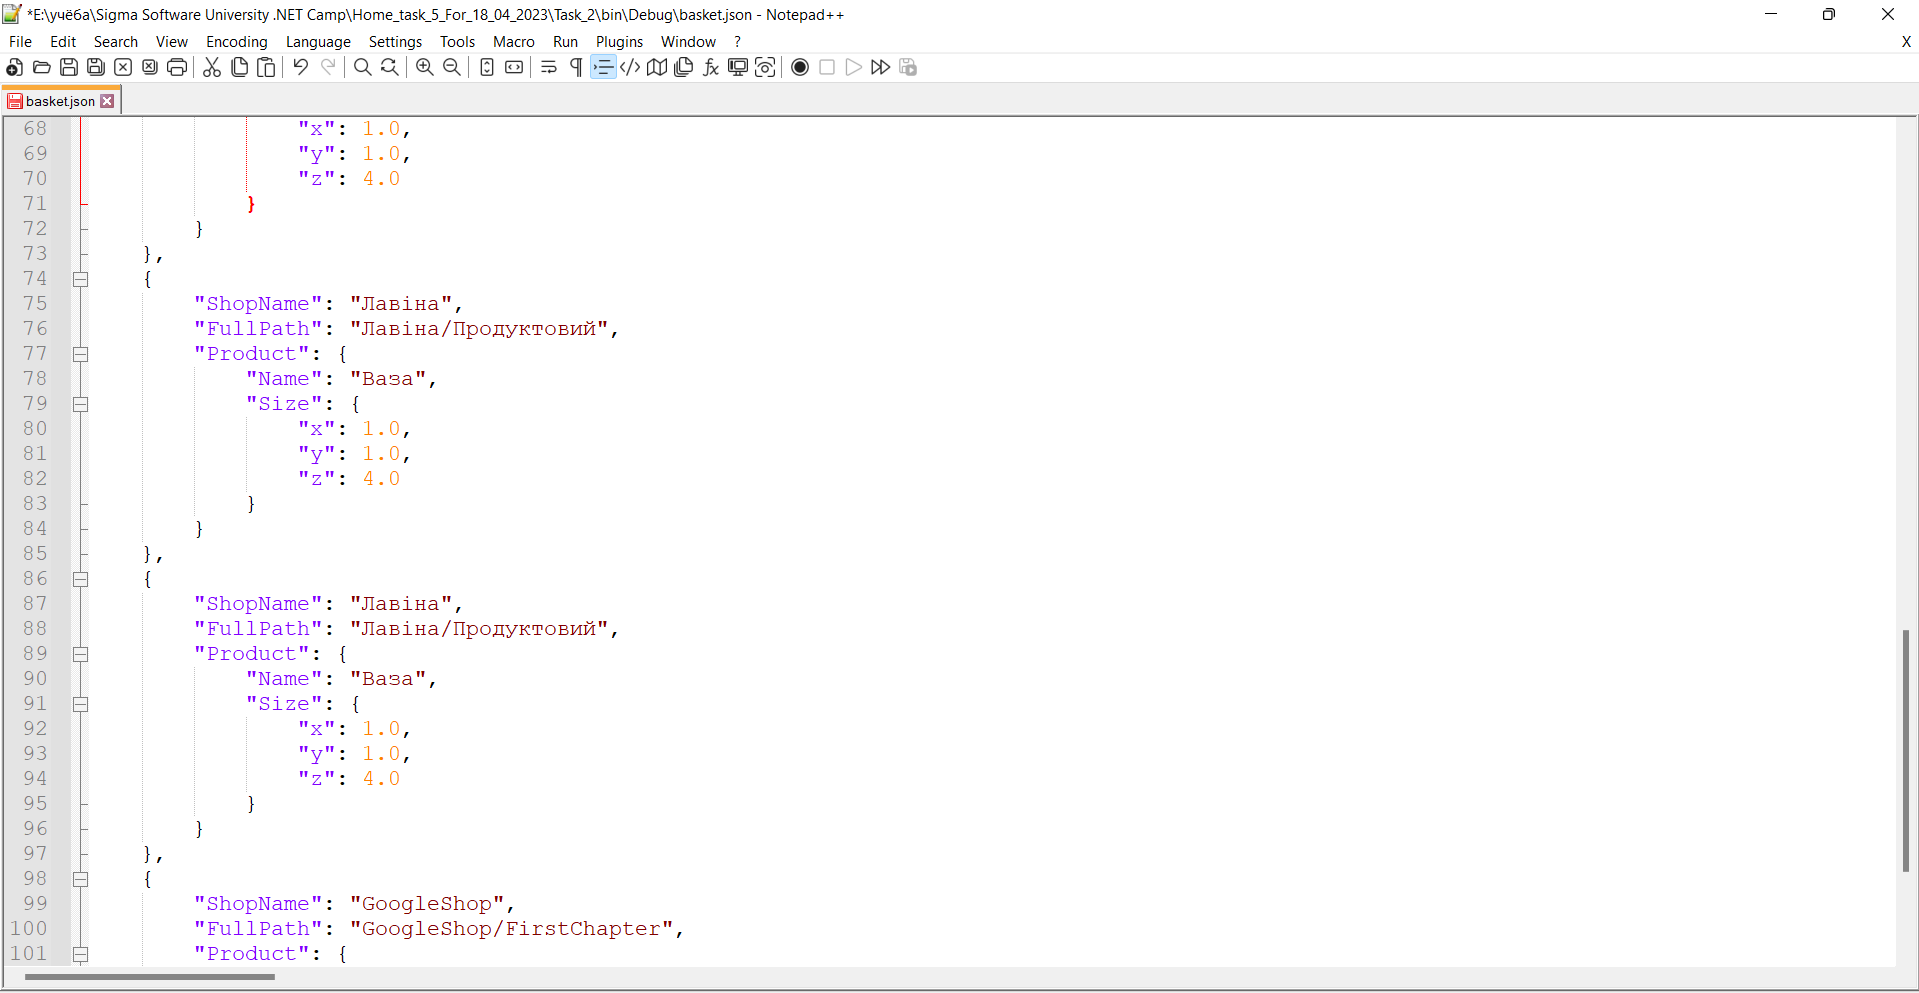 *E:\учёба\Sigma Software University .NET Camp\Home_task_5_For_18_04_2023\Task_2\bin\Debug\basket.json - Notepad++
File Edit Search View Encoding Language Settings Tools Macro Run Plugins Window ? X
basket.json
68 "x": 1.0,
69 "y": 1.0,
70 "z": 4.0
71 }
72 }
73 },
74 {
75 "ShopName": "Лавіна",
76 "FullPath": "Лавіна/Продуктовий",
77 "Product": {
78 "Name": "Ваза",
79 "Size": {
80 "x": 1.0,
81 "y": 1.0,
82 "z": 4.0
83 }
84 }
85 },
86 {
87 "ShopName": "Лавіна",
88 "FullPath": "Лавіна/Продуктовий",
89 "Product": {
90 "Name": "Ваза",
91 "Size": {
92 "x": 1.0,
93 "y": 1.0,
94 "z": 4.0
95 }
96 }
97 },
98 {
99 "ShopName": "GoogleShop",
100 "FullPath": "GoogleShop/FirstChapter",
101 "Product": {